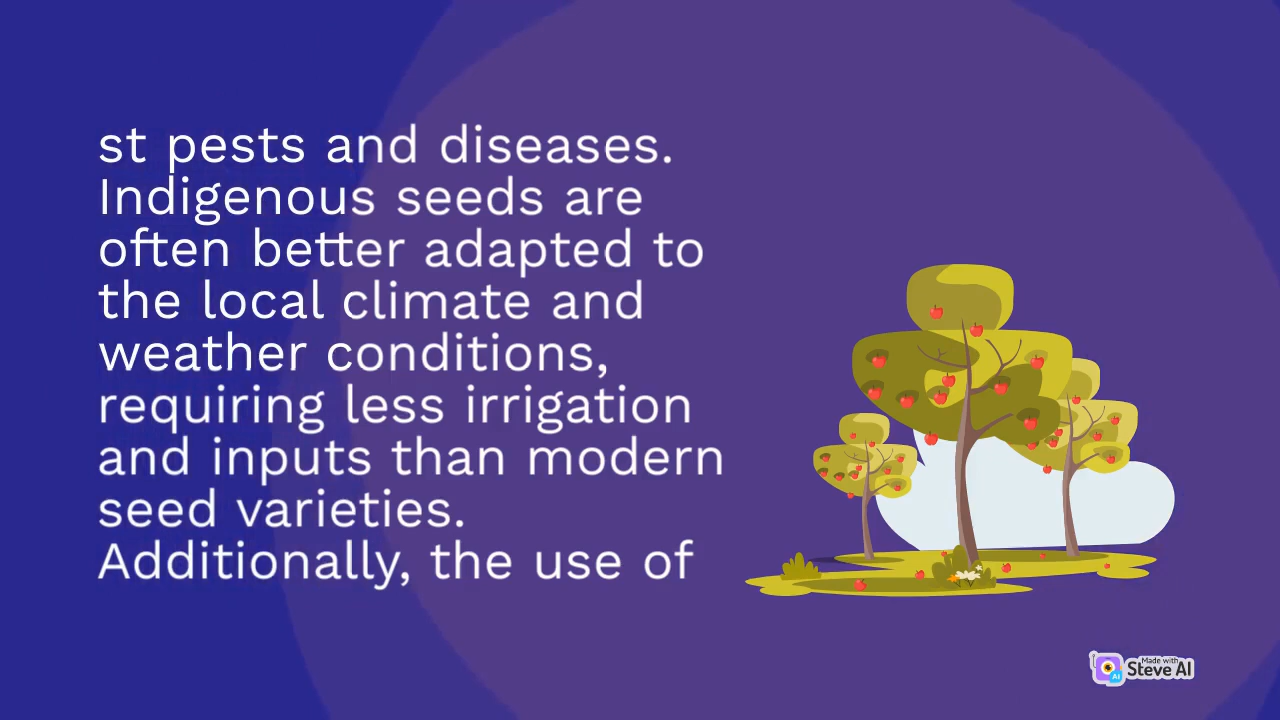 st pests and diseases.
Indigenous seeds are
often better adapted to
the local climate and
weather conditions,
requiring less irrigation
and inputs than modern
seed varieties.
Additionally, the use of
Made with
Steve AI
AI